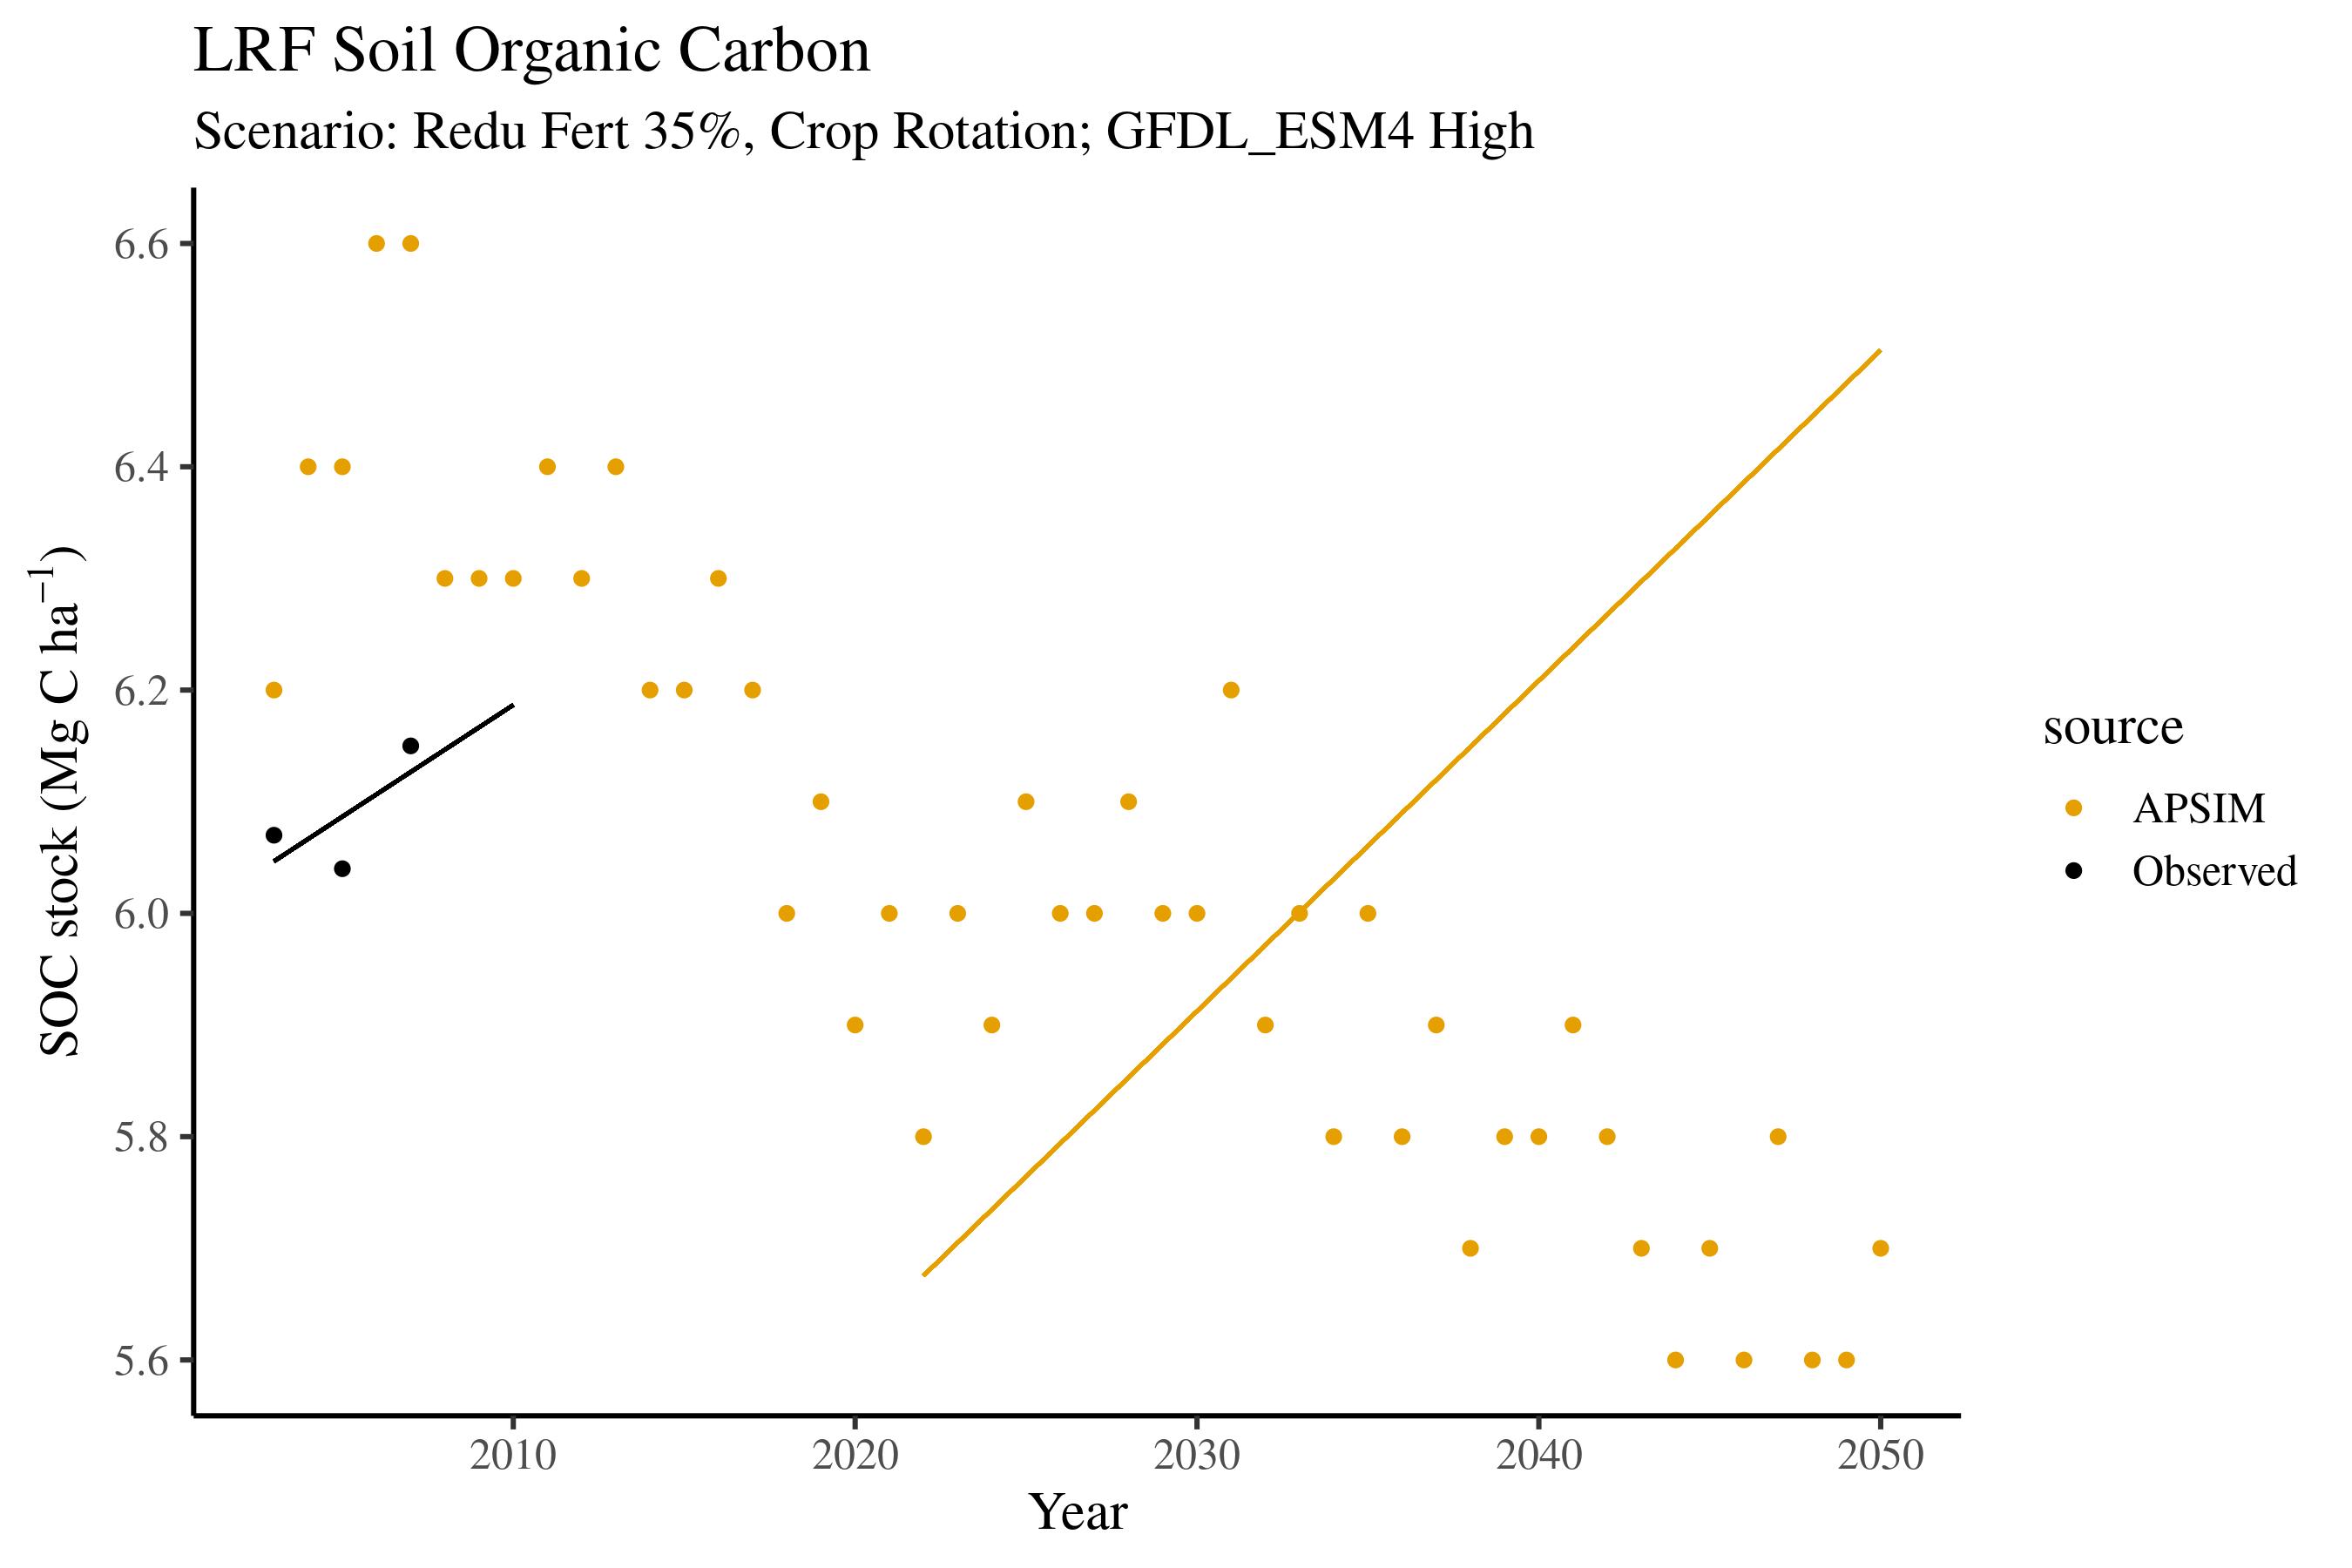 LRF Soil Organic Carbon
Scenario: Redu Fert 35%, Crop Rotation; GFDL_ESM4 High
SOC stock (Mg C ha⁻¹)
6.6
6.4
6.2
6.0
5.8
5.6
2010 2020 2030 2040 2050
Year
source
APSIM
Observed